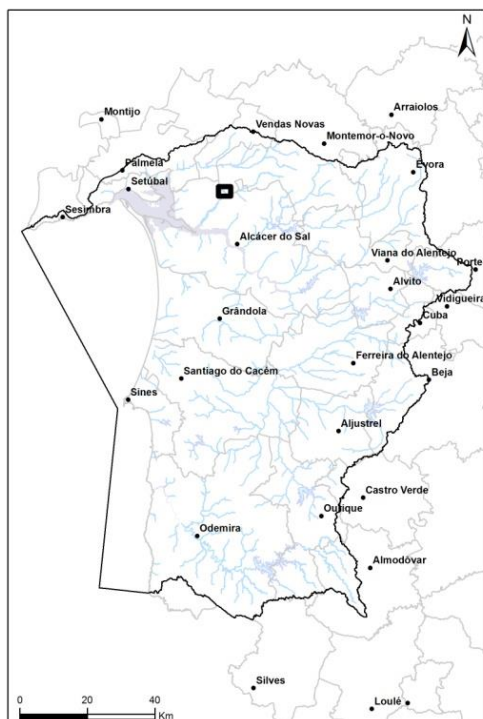 N
Montijo
Arraiolos
Vendas Novas
Montemor-o-Novo
Palmela
Évora
Setúbal
Sesimbra
Alcácer do Sal
Viana do Alentejo
Porte
Alvito
Vidigueira
Grândola
Cuba
Ferreira do Alentejo
Santiago do Cacém
Beja
Sines
Aljustrel
Castro Verde
Ourique
Odemira
Almodôvar
Silves
Loulé
0 20 40
Km